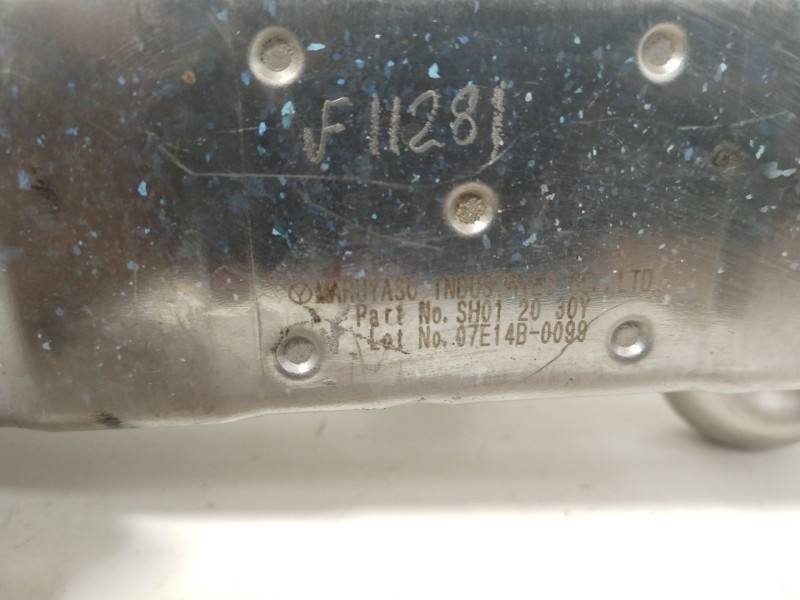 F11281
MARUYASU INDUSTRIES CO., LTD
Part No. SH01 20 30Y
Lot No. 07E14B-0099